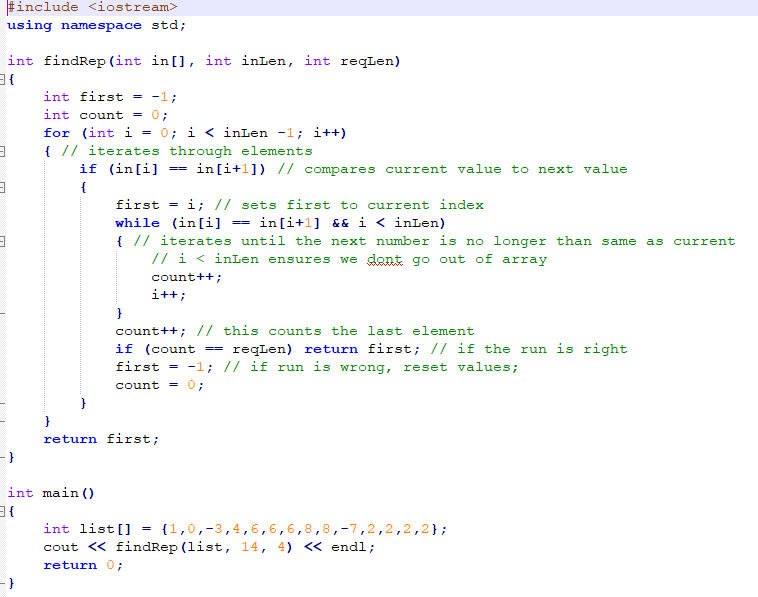 #include <iostream>
using namespace std;
int findRep(int in[], int inLen, int reqLen)
{
int first = -1;
int count = 0;
for (int i = 0; i < inLen -1; i++)
{ // iterates through elements
if (in[i] == in[i+1]) // compares current value to next value
{
first = i; // sets first to current index
while (in[i] == in[i+1] && i < inLen)
{ // iterates until the next number is no longer than same as current
// i < inLen ensures we dont go out of array
count++;
i++;
}
count++; // this counts the last element
if (count == reqLen) return first; // if the run is right
first = -1; // if run is wrong, reset values;
count = 0;
}
}
return first;
}
int main()
{
int list[] = {1,0,-3,4,6,6,6,8,8,-7,2,2,2,2};
cout << findRep(list, 14, 4) << endl;
return 0;
}